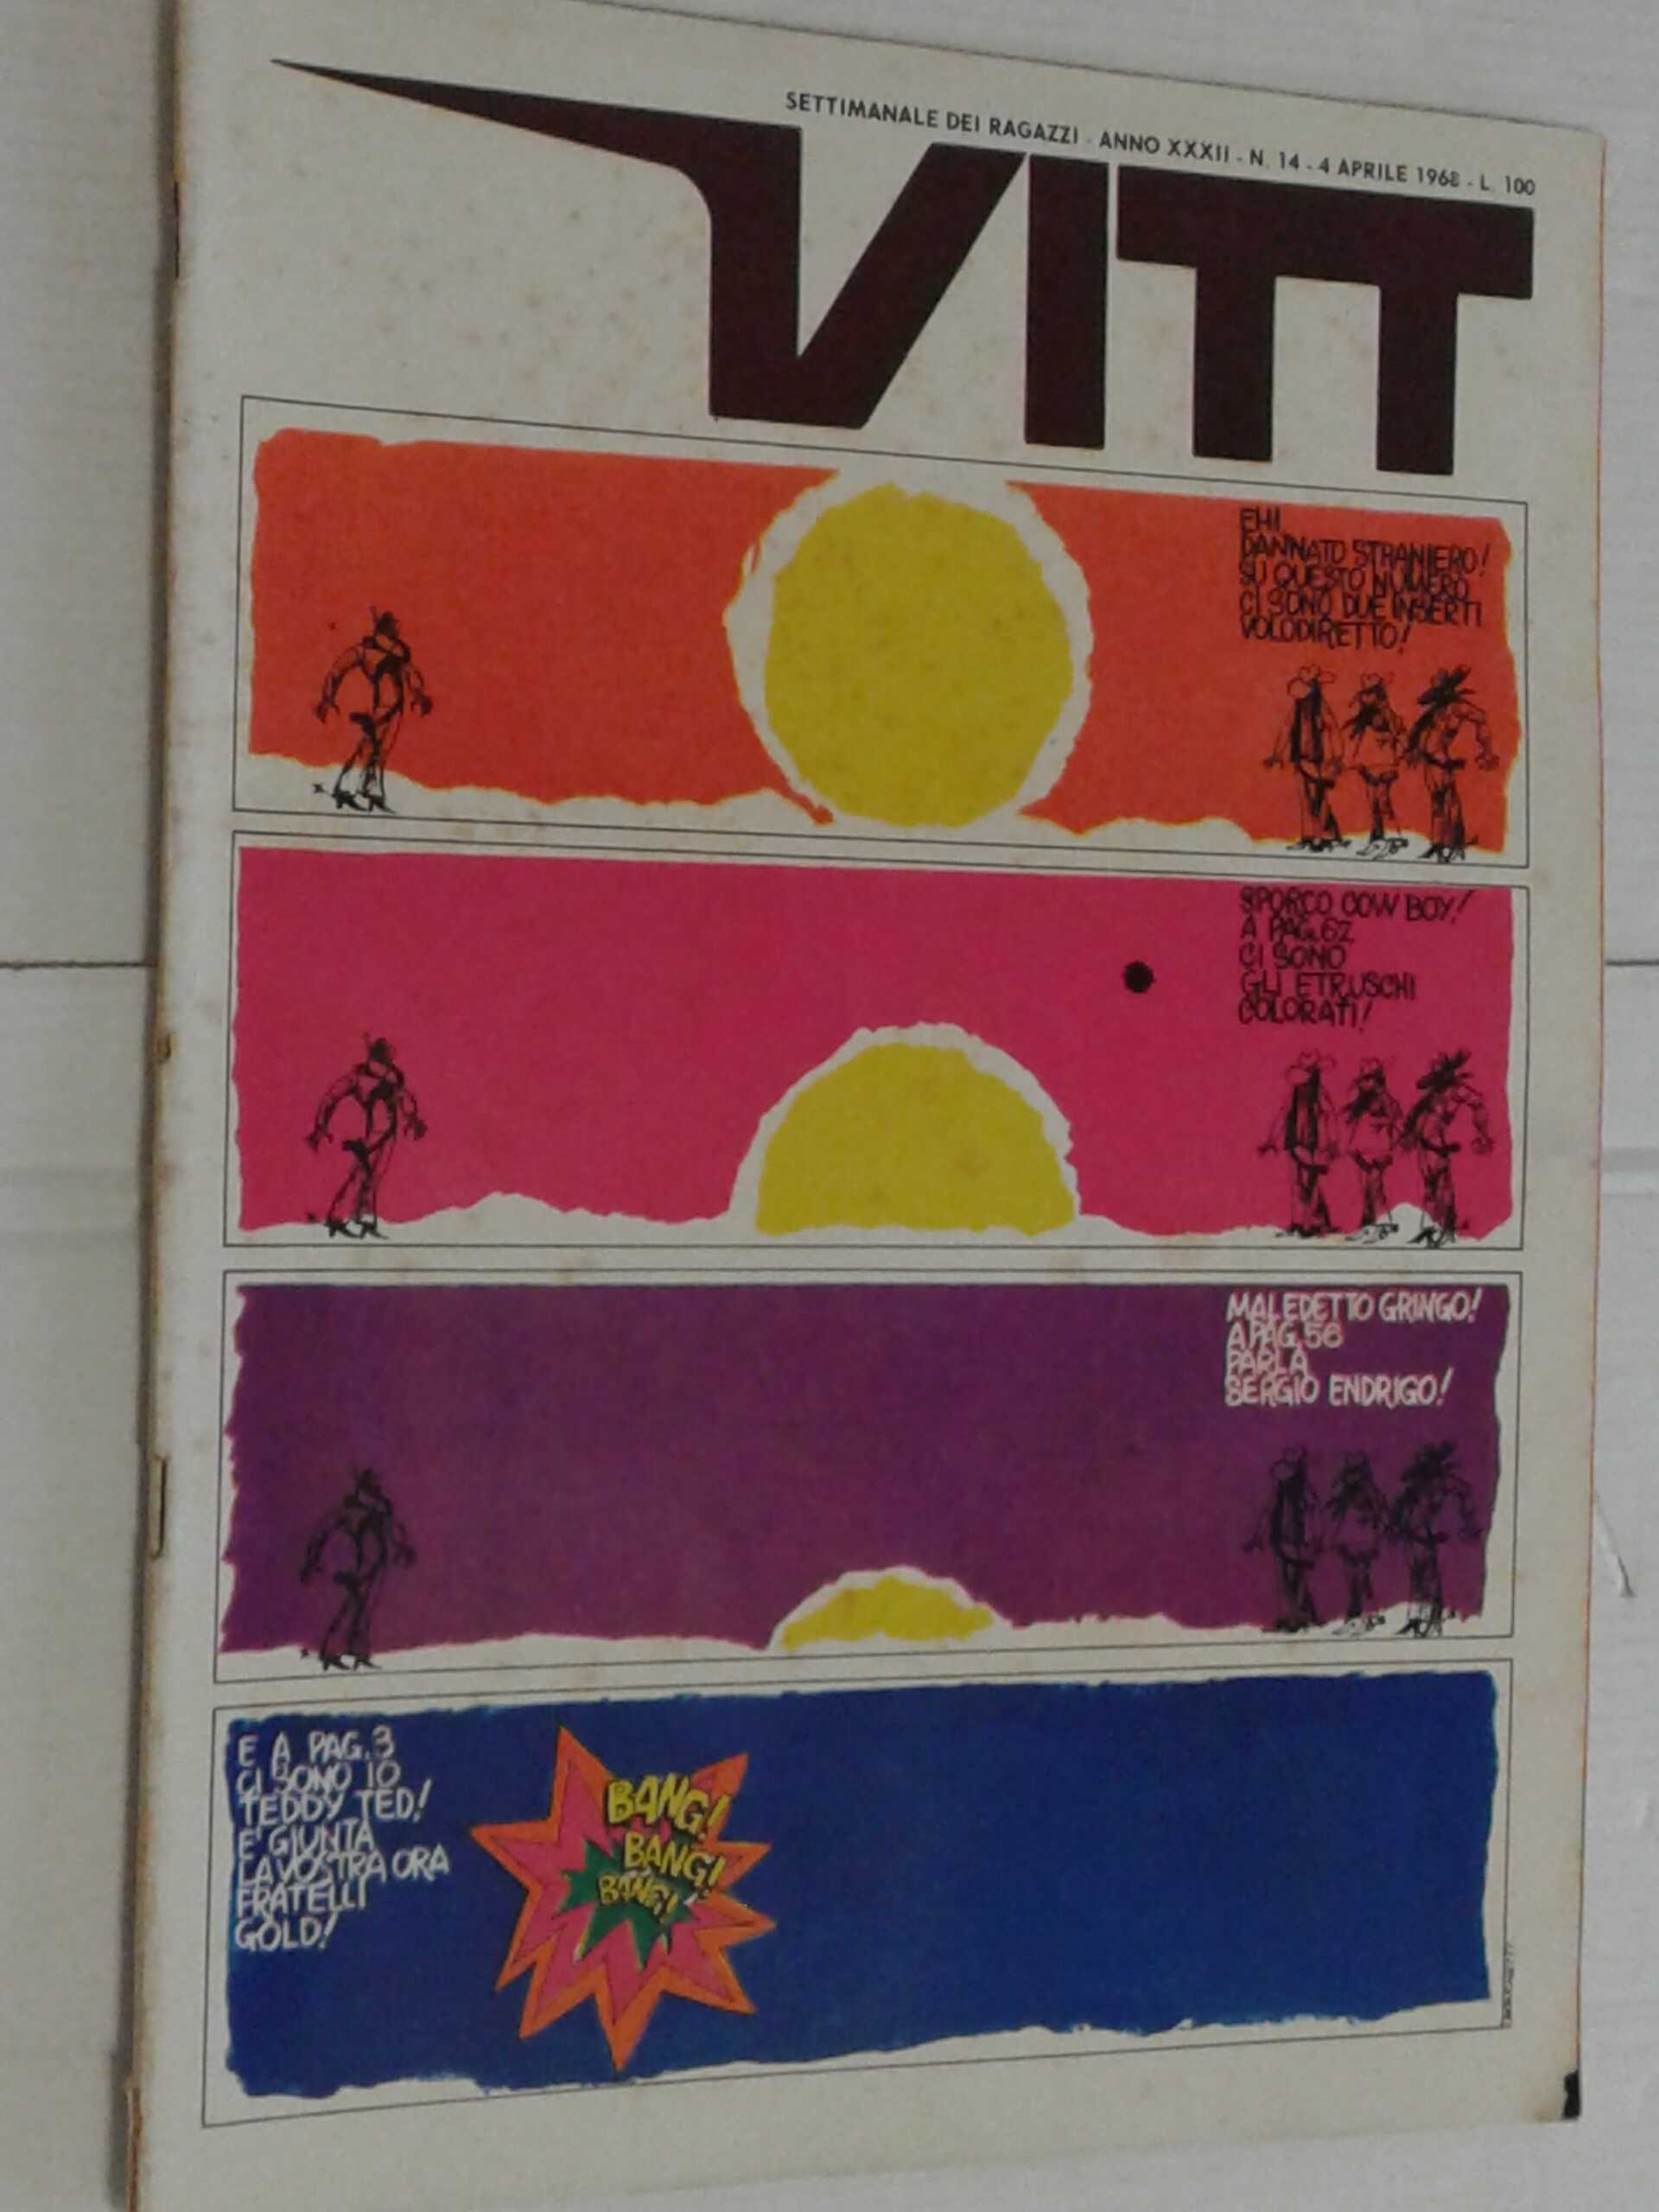 SETTIMANALE DEI RAGAZZI - ANNO XXXII - N. 14 - 4 APRILE 1968 - L. 100
VITT
EHI
DANNATO STRANIERO!
SU QUESTO NUMERO
CI SONO DUE INSERTI
VOLODIRETTO!
SPORCO COW BOY!
A PAG. 62
CI SONO
GLI ETRUSCHI
COLORATI!
MALEDETTO GRINGO!
A PAG. 56
PARLA
SERGIO ENDRIGO!
E A PAG. 3
CI SONO IO
TEDDY TED!
E' GIUNTA
LA VOSTRA ORA
FRATELLI
GOLD!
BANG!
BANG!
BANG!